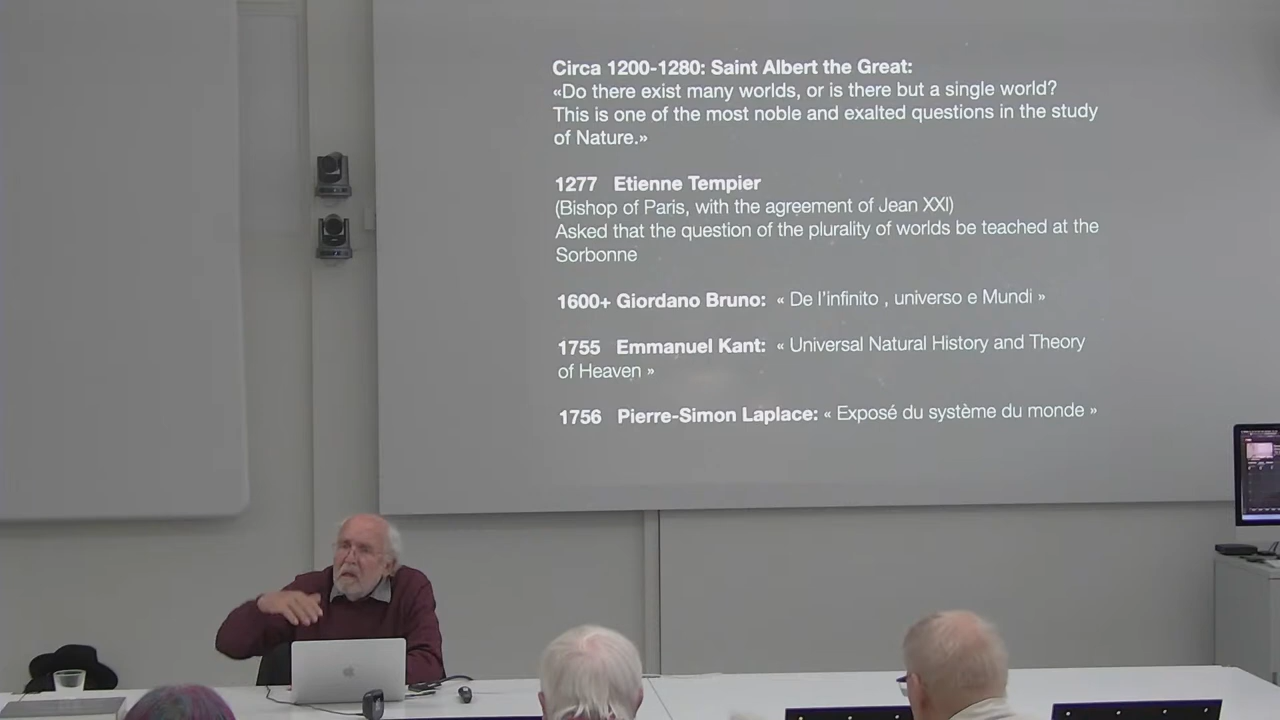 Circa 1200-1280: Saint Albert the Great:
«Do there exist many worlds, or is there but a single world?
This is one of the most noble and exalted questions in the study
of Nature.»
1277 Etienne Tempier
(Bishop of Paris, with the agreement of Jean XXI)
Asked that the question of the plurality of worlds be teached at the
Sorbonne
1600+ Giordano Bruno: « De l'infinito , universo e Mundi »
1755 Emmanuel Kant: « Universal Natural History and Theory
of Heaven »
1756 Pierre-Simon Laplace: « Exposé du système du monde »